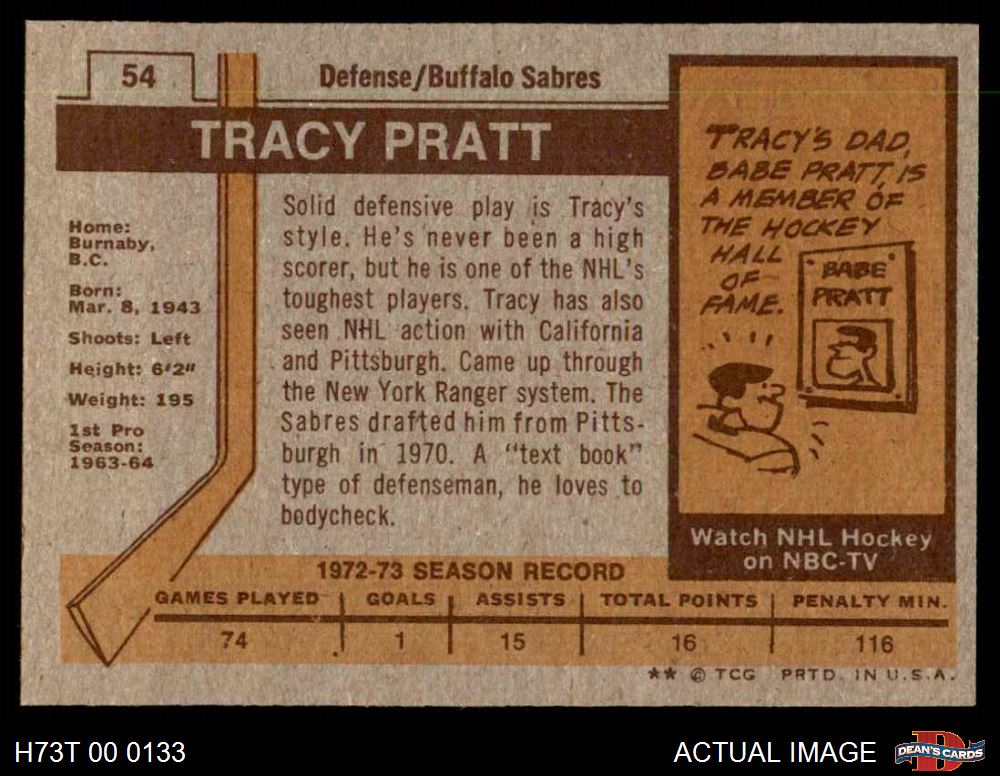 54
Defense/Buffalo Sabres
TRACY PRATT
Home:
Burnaby,
B.C.
Born:
Mar. 8, 1943
Shoots: Left
Height: 6'2"
Weight: 195
1st Pro
Season:
1963-64
Solid defensive play is Tracy's
style. He's never been a high
scorer, but he is one of the NHL's
toughest players. Tracy has also
seen NHL action with California
and Pittsburgh. Came up through
the New York Ranger system. The
Sabres drafted him from Pitts-
burgh in 1970. A "text book"
type of defenseman, he loves to
bodycheck.
TRACY'S DAD,
BABE PRATT, IS
A MEMBER OF
THE HOCKEY
HALL
OF
FAME.
BABE
PRATT
Watch NHL Hockey
on NBC-TV
1972-73 SEASON RECORD
GAMES PLAYED GOALS ASSISTS TOTAL POINTS PENALTY MIN.
74 1 15 16 116
** © TCG PRTD. IN U.S.A.
H73T 00 0133
ACTUAL IMAGE
DEAN'S CARDS